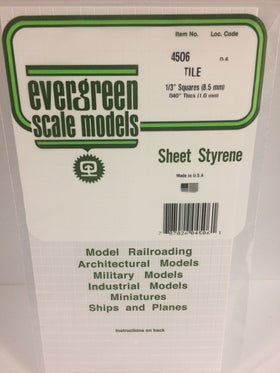 Item No. Loc. Code
4506 n a
TILE
1/3" Squares (8.5 mm)
.040" Thick (1.0 mm)
evergreen
scale models
Sheet Styrene
Made in U.S.A
Model Railroading
Architectural Models
Military Models
Industrial Models
Miniatures
Ships and Planes
Instructions on back